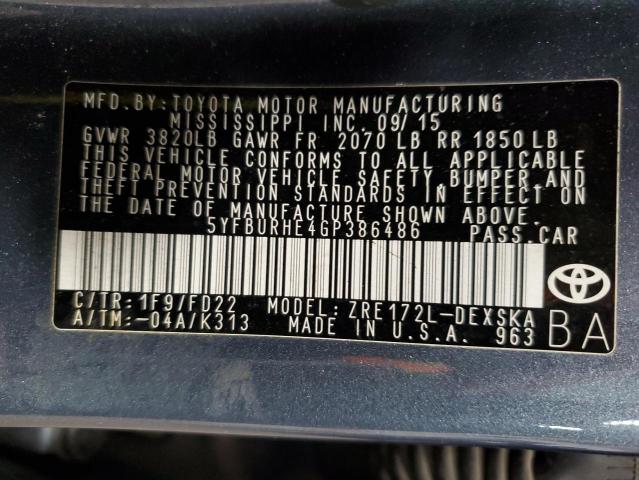 MFD.BY:TOYOTA MOTOR MANUFACTURING
MISSISSIPPI INC. 09/15
GVWR 3820LB GAWR FR 2070 LB RR 1850 LB
THIS VEHICLE CONFORMS TO ALL APPLICABLE
FEDERAL MOTOR VEHICLE SAFETY, BUMPER, AND
THEFT PREVENTION STANDARDS IN EFFECT ON
THE DATE OF MANUFACTURE SHOWN ABOVE.
5YFBURHE4GP386486 PASS.CAR
C/TR: 1F9/FD22 MODEL: ZRE172L-DEXSKA
A/TM: -04A/K313 MADE IN U.S.A. 963 BA